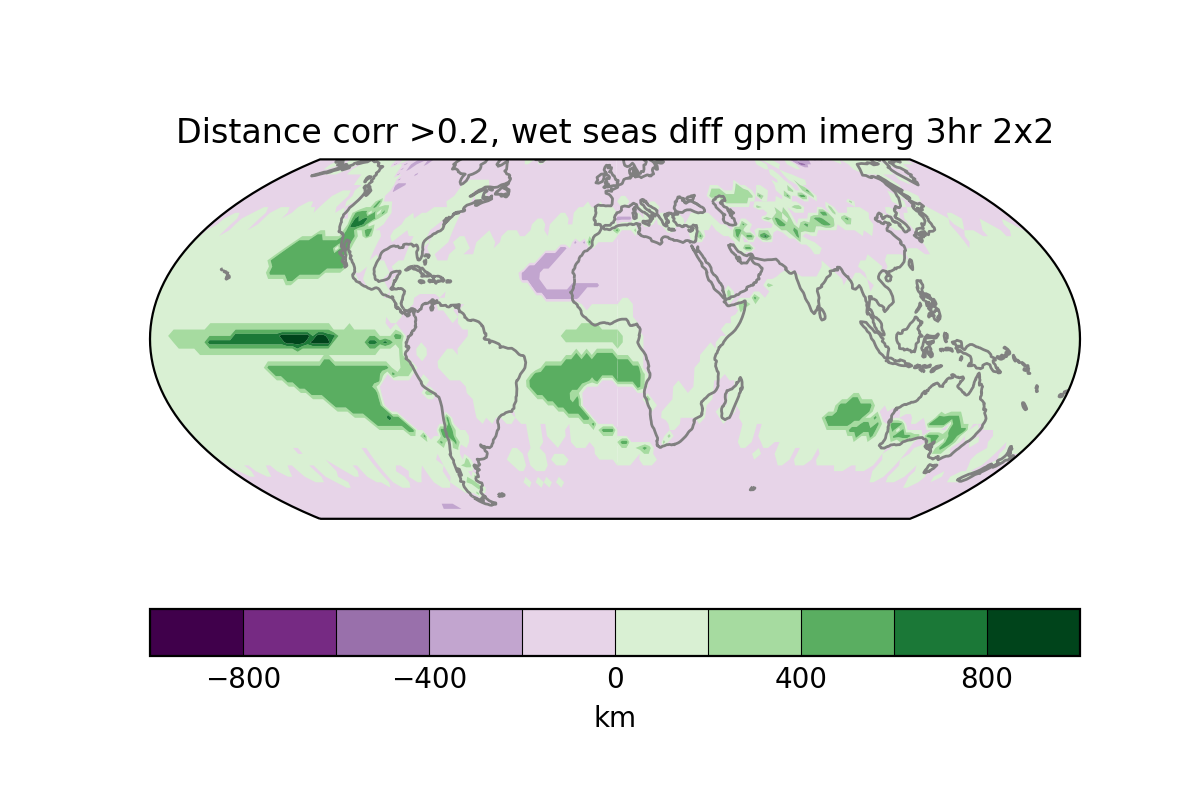 Distance corr >0.2, wet seas diff gpm imerg 3hr 2x2
−800 −400 0 400 800
km